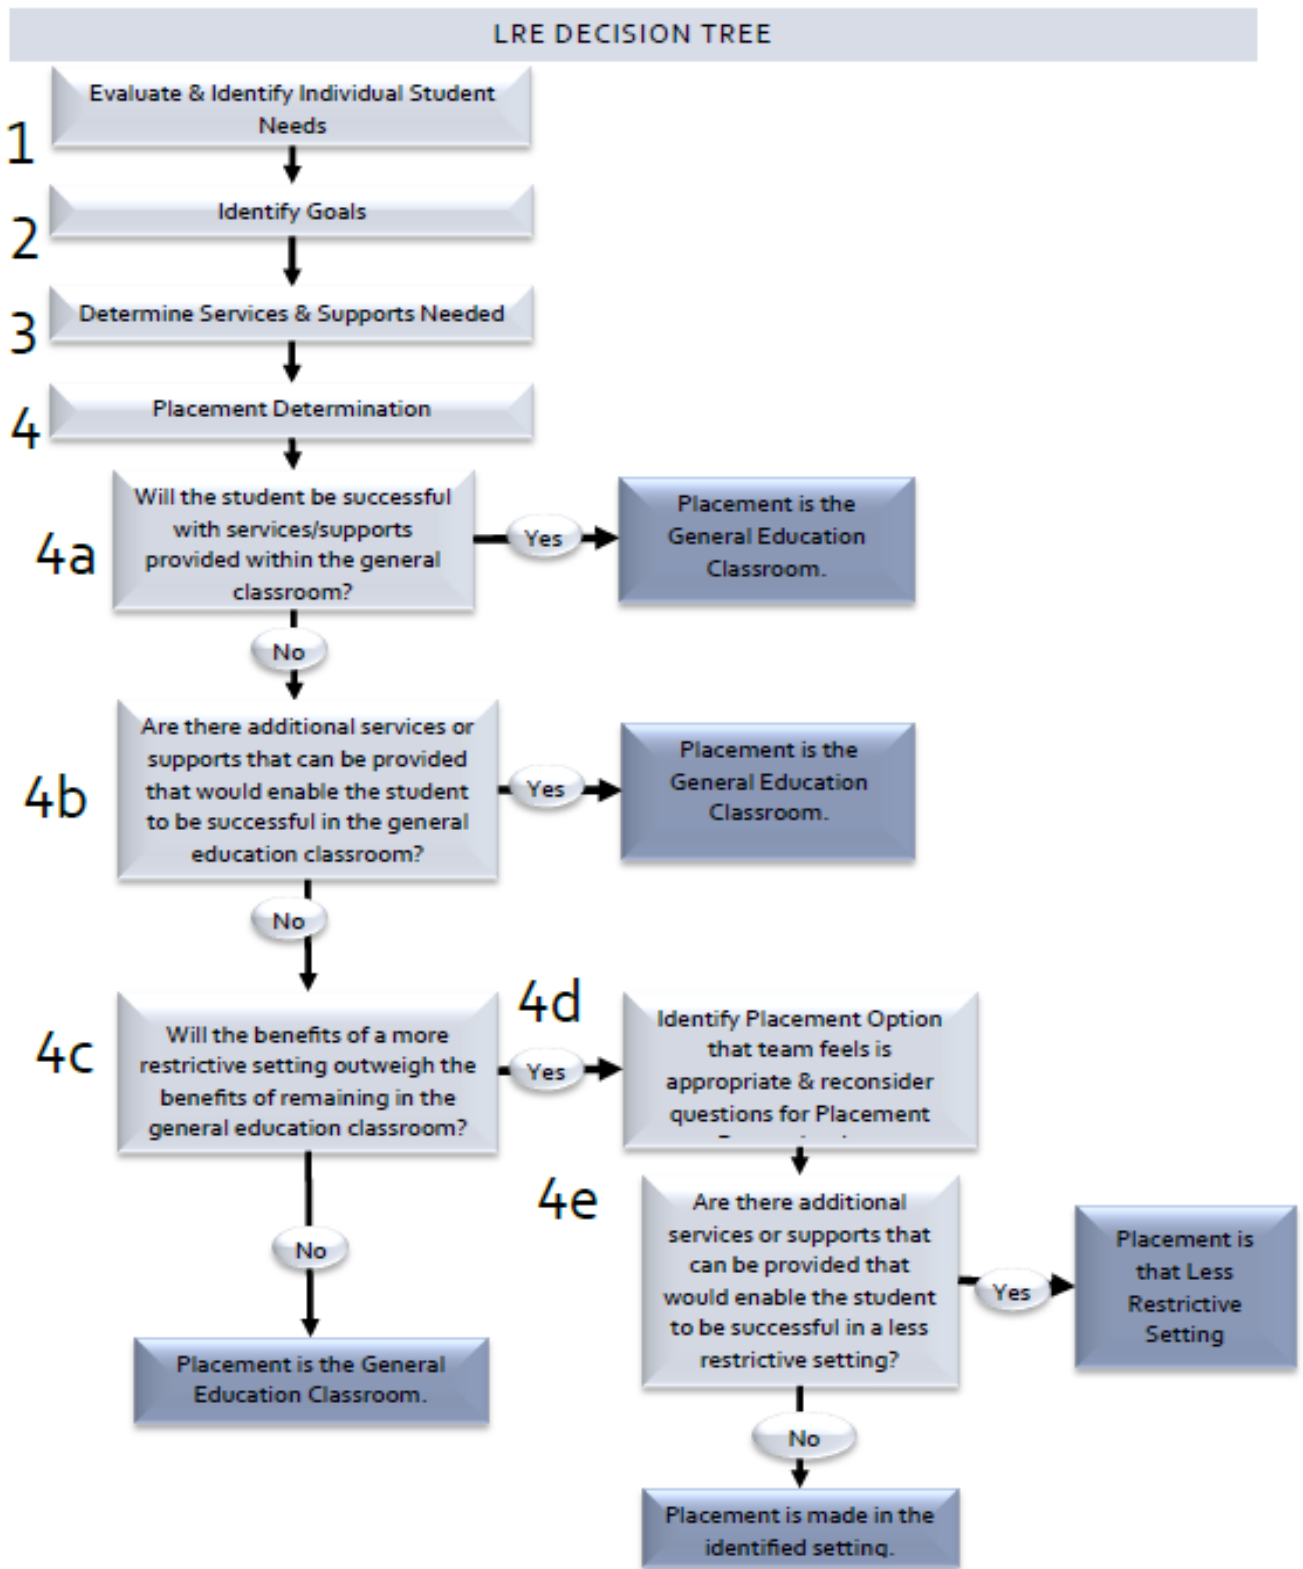 LRE DECISION TREE
1
Evaluate & Identify Individual Student
Needs
2
Identify Goals
3
Determine Services & Supports Needed
4
Placement Determination
4a
Will the student be successful
with services/supports
provided within the general
classroom?
Yes
Placement is the
General Education
Classroom.
No
4b
Are there additional services or
supports that can be provided
that would enable the student
to be successful in the general
education classroom?
Yes
Placement is the
General Education
Classroom.
No
4c
Will the benefits of a more
restrictive setting outweigh the
benefits of remaining in the
general education classroom?
Yes
4d
Identify Placement Option
that team feels is
appropriate & reconsider
questions for Placement
No
Placement is the General
Education Classroom.
4e
Are there additional
services or supports that
can be provided that
would enable the student
to be successful in a less
restrictive setting?
Yes
Placement is
that Less
Restrictive
Setting
No
Placement is made in the
identified setting.